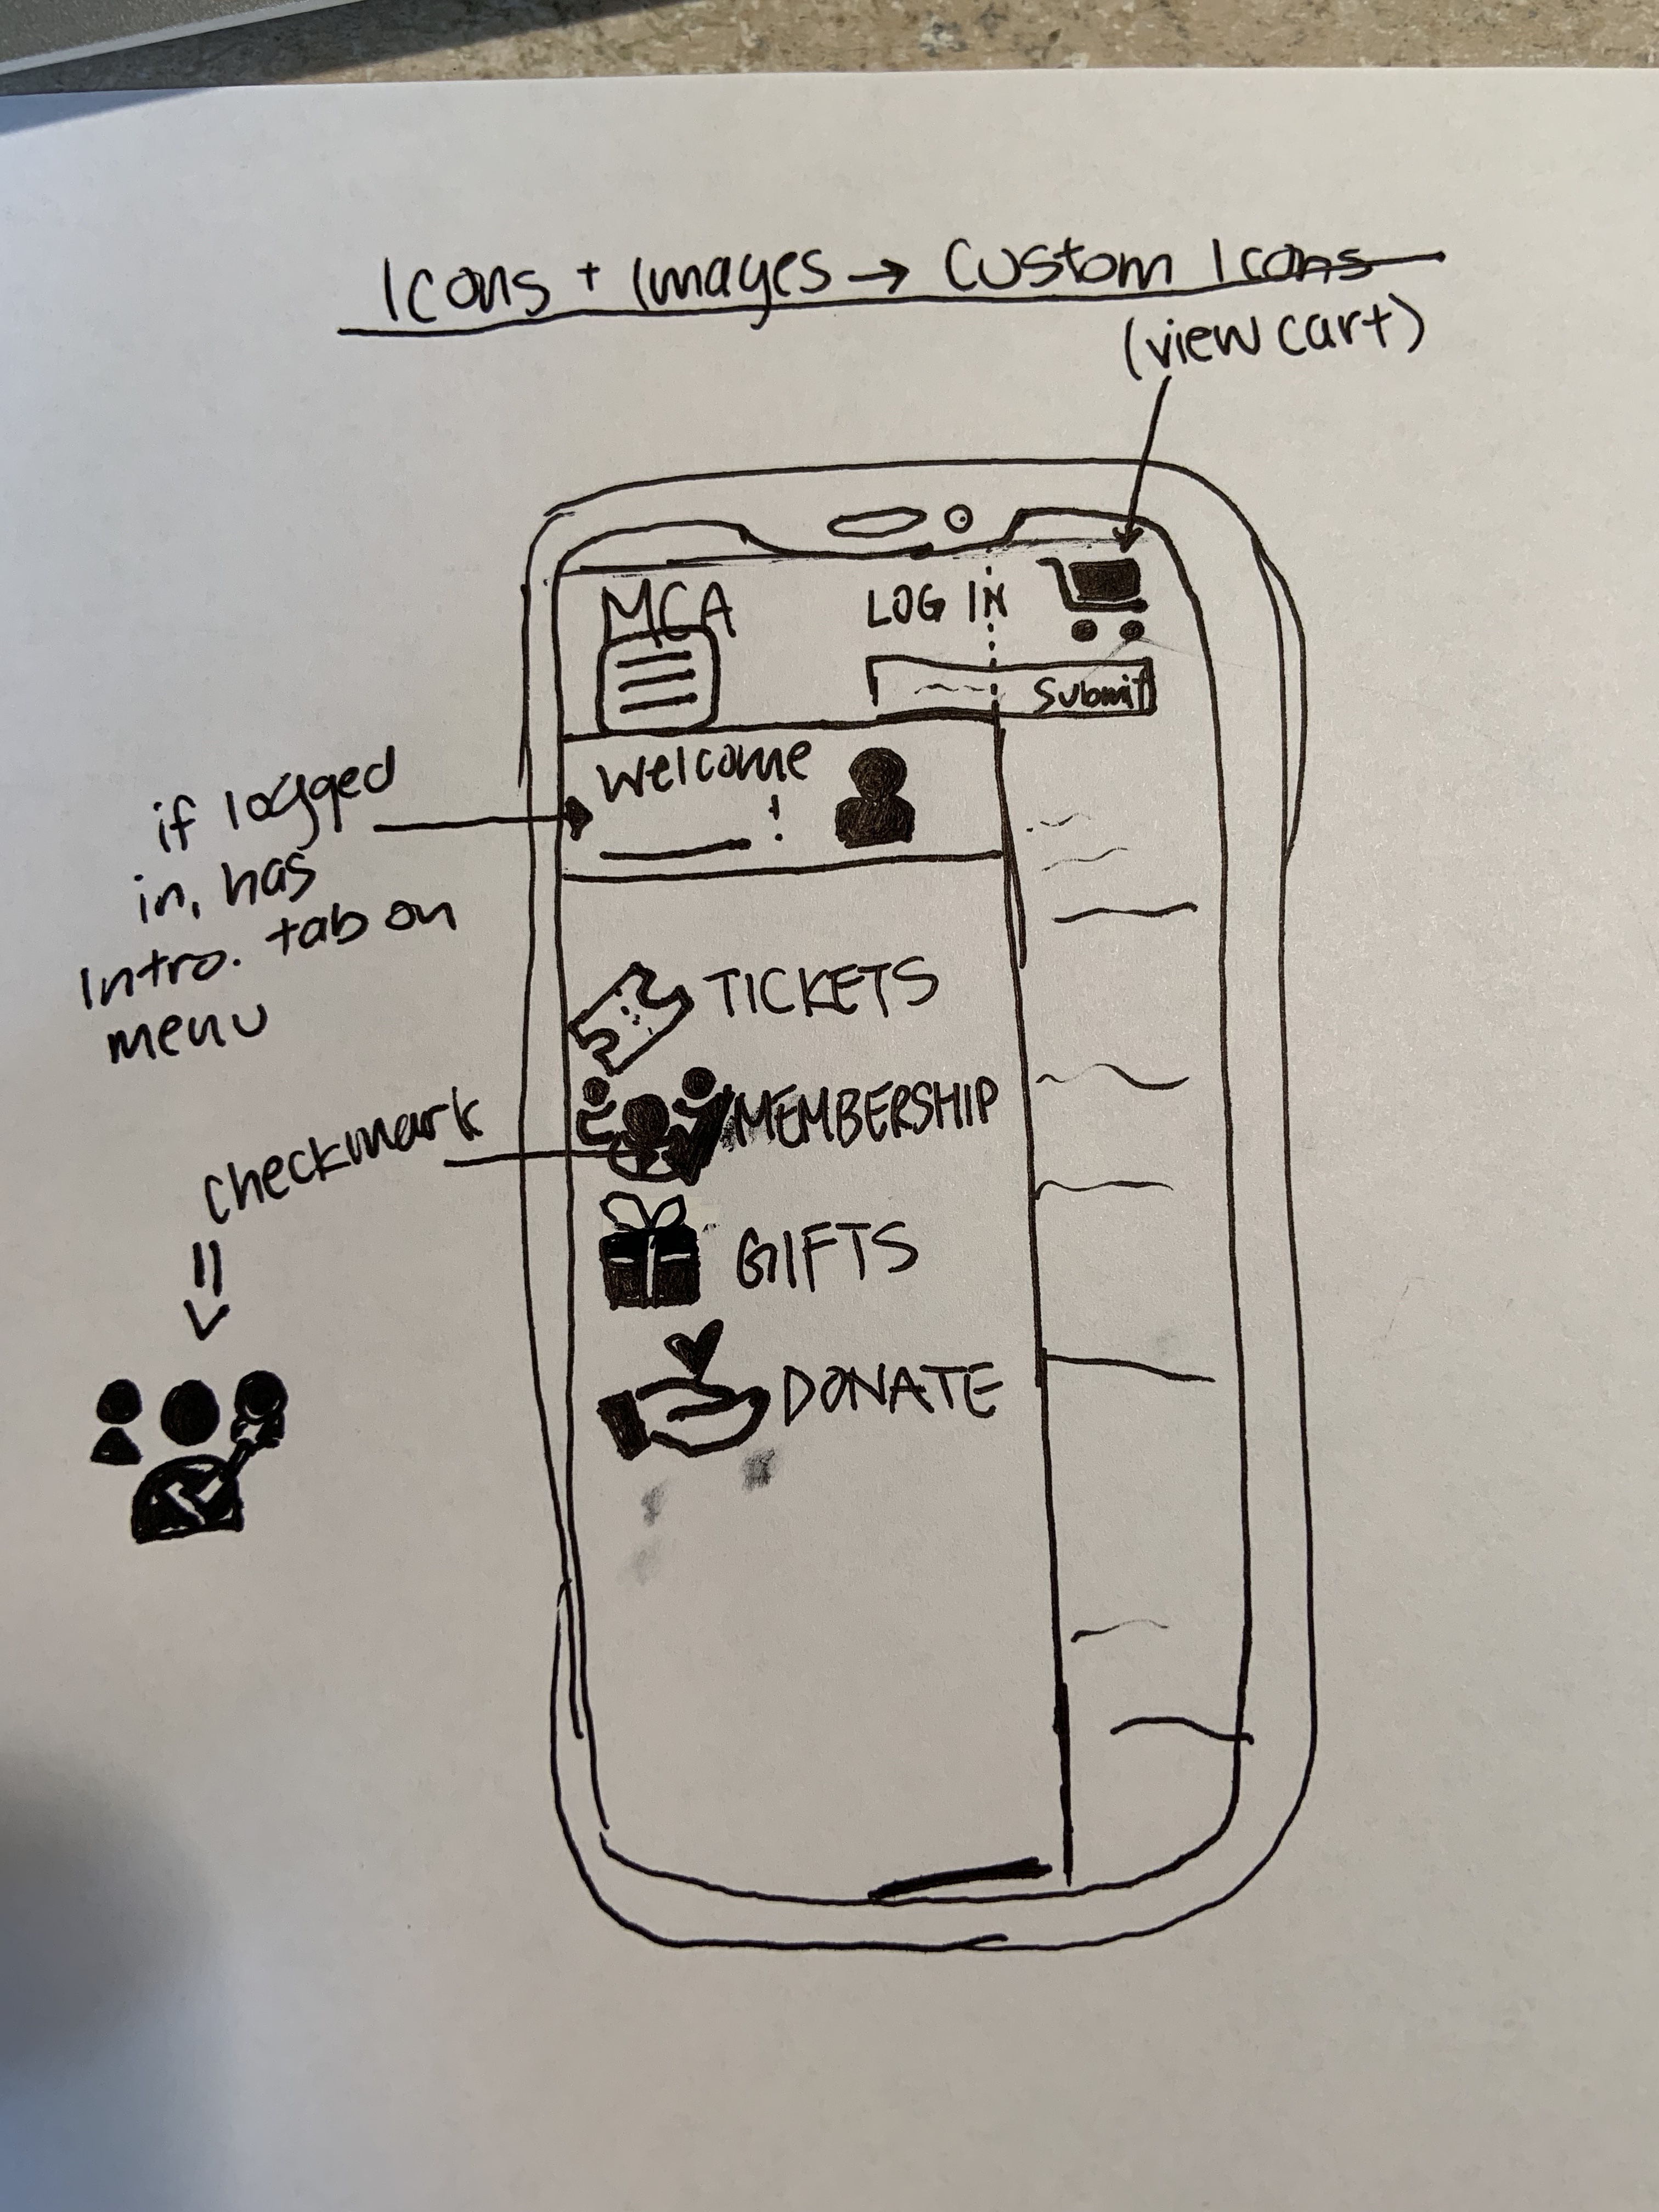 Icons + Images → Custom Icons
(view cart)
MCA
LOG IN
Submit
Welcome
!
if logged
in, has
Intro. tab on
menu
TICKETS
MEMBERSHIP
checkmark
GIFTS
DONATE